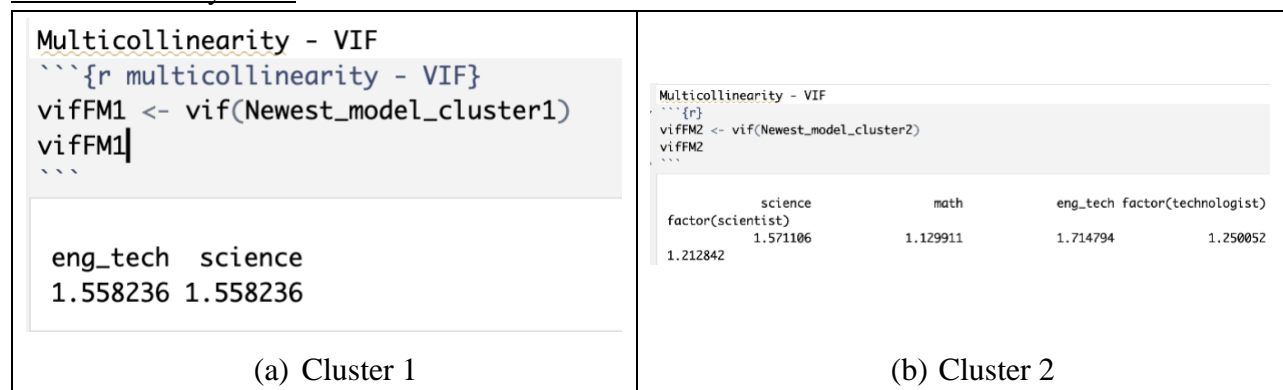 Multicollinearity - VIF
```{r multicollinearity - VIF}
vifFM1 <- vif(Newest_model_cluster1)
vifFM1
```
eng_tech science
1.558236 1.558236
(a) Cluster 1
Multicollinearity - VIF
```{r}
vifFM2 <- vif(Newest_model_cluster2)
vifFM2
```
science math eng_tech factor(technologist)
factor(scientist)
1.571106 1.129911 1.714794 1.250052
1.212842
(b) Cluster 2